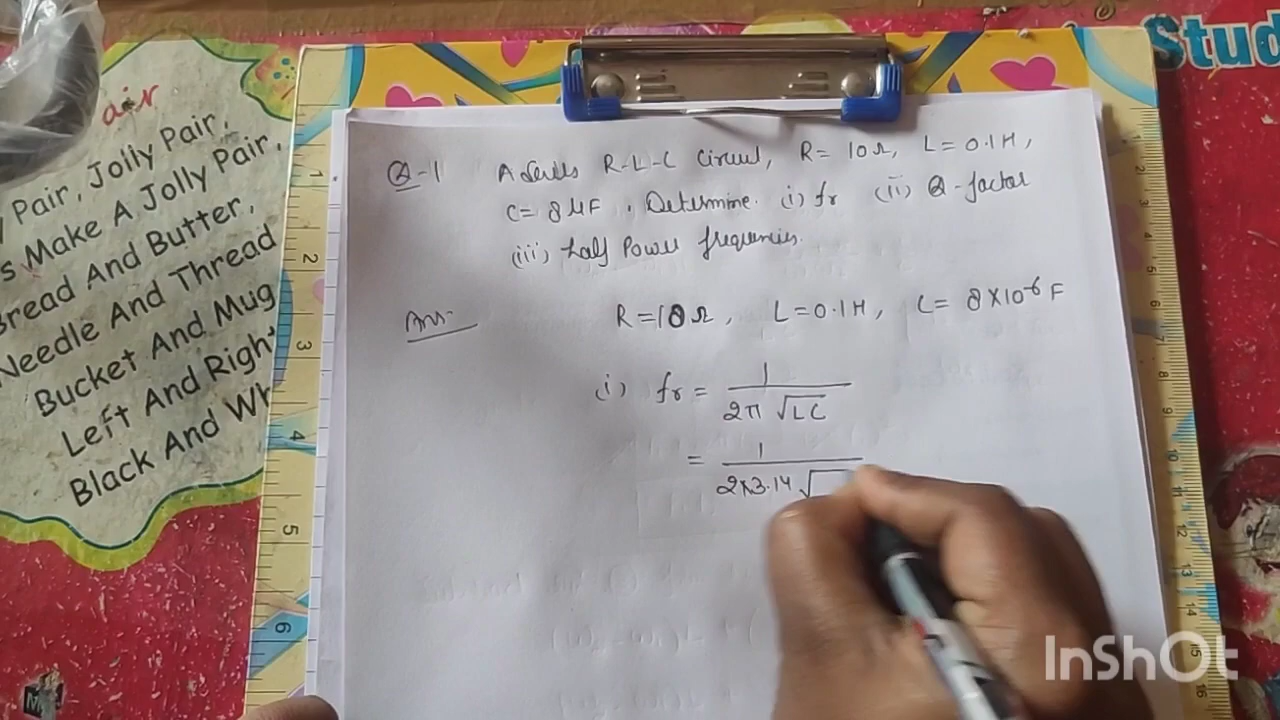 Stud
air
Pair, Jolly Pair,
s Make A Jolly Pair.
Bread And Butter,
Needle And Thread
Bucket And Mug
Left And Right
Black And Wh
Q-1 A Series R-L-C Circuit, R= 10Ω, L=0.1H,
C= 8μF. Determine. (i) fr (ii) Q-factor
(iii) half Power frequencies.
Ans:- R=10Ω, L=0.1H, C= 8×10⁻⁶ F
(i) fr = 1 / 2π √LC
= 1 / 2×3.14 √
InShOt